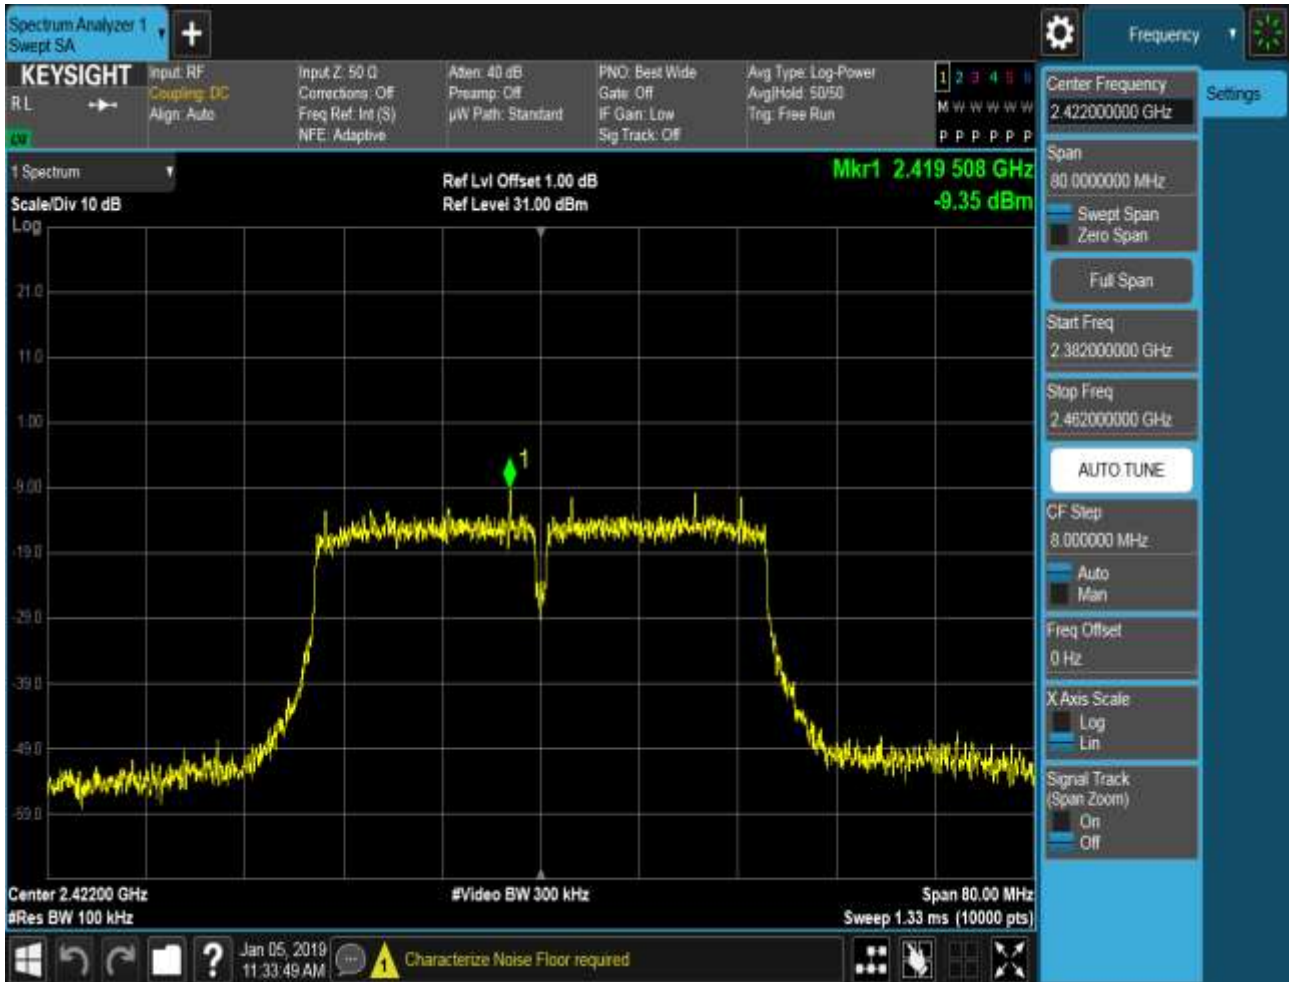 Spectrum Analyzer 1
Swept SA
Frequency
KEYSIGHT
Input: RF
Coupling: DC
Align: Auto
Input Z: 50 Ω
Corrections: Off
Freq Ref: Int (S)
NFE: Adaptive
Atten: 40 dB
Preamp: Off
µW Path: Standard
PNO: Best Wide
Gate: Off
IF Gain: Low
Sig Track: Off
Avg Type: Log-Power
Avg|Hold: 50/50
Trig: Free Run
1 2 3 4 5 6
M W W W W W
P P P P P P
R L
LW
1 Spectrum
Scale/Div 10 dB
Log
Ref Lvl Offset 1.00 dB
Ref Level 31.00 dBm
Mkr1 2.419 508 GHz
-9.35 dBm
21.0
11.0
1.00
-9.00
-19.0
-29.0
-39.0
-49.0
-59.0
1
Center 2.42200 GHz
#Res BW 100 kHz
#Video BW 300 kHz
Span 80.00 MHz
Sweep 1.33 ms (10000 pts)
Center Frequency
2.422000000 GHz
Settings
Span
80.0000000 MHz
Swept Span
Zero Span
Full Span
Start Freq
2.382000000 GHz
Stop Freq
2.462000000 GHz
AUTO TUNE
CF Step
8.000000 MHz
Auto
Man
Freq Offset
0 Hz
X Axis Scale
Log
Lin
Signal Track
(Span Zoom)
On
Off
?
Jan 05, 2019
11:33:49 AM
1
Characterize Noise Floor required